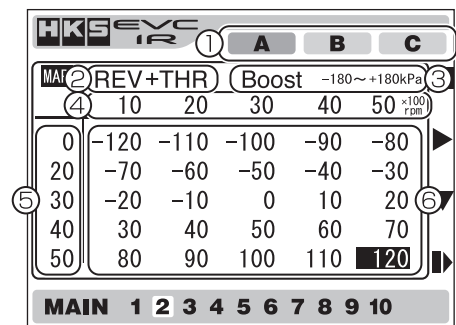 HKS EVC IR ① A B C
MAP ② REV+THR Boost −180～+180kPa ③
④ 10 20 30 40 50 ×100 rpm
0 −120 −110 −100 −90 −80
20 −70 −60 −50 −40 −30
⑤ 30 −20 −10 0 10 20 ⑥
40 30 40 50 60 70
50 80 90 100 110 120
MAIN 1 2 3 4 5 6 7 8 9 10